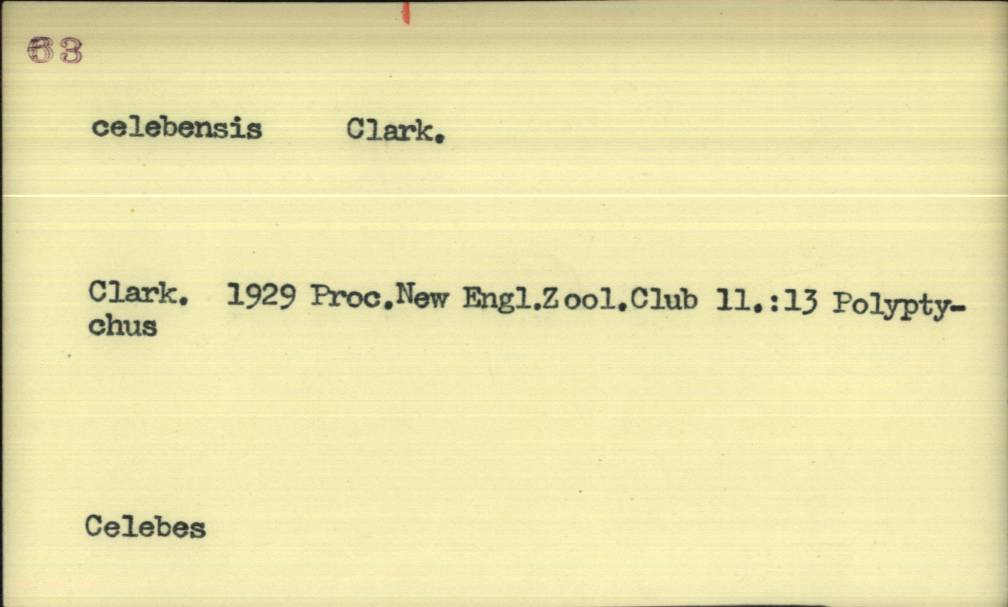 63
celebensis Clark.
Clark. 1929 Proc.New Engl.Zool.Club 11.:13 Polypty-
chus
Celebes